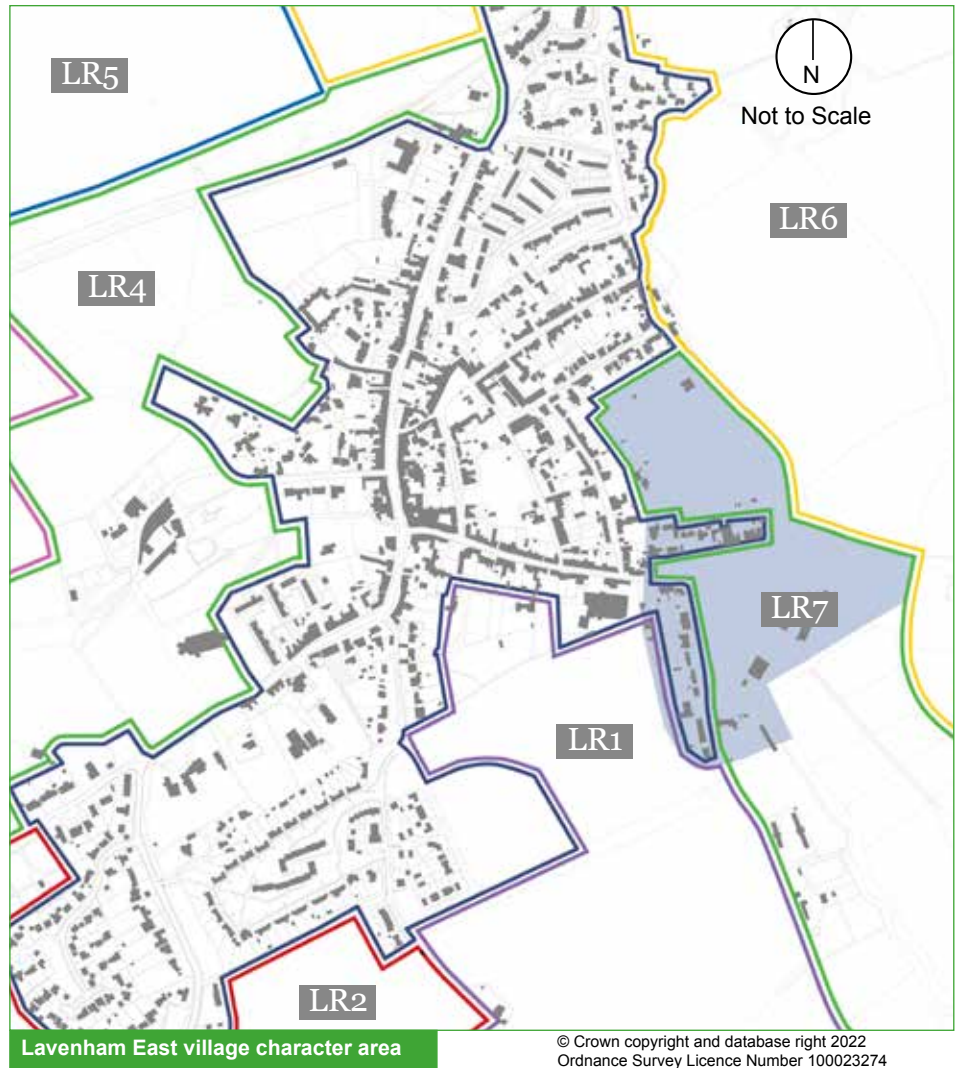 LR5
N
Not to Scale
LR6
LR4
LR7
LR1
LR2
Lavenham East village character area
© Crown copyright and database right 2022
Ordnance Survey Licence Number 100023274